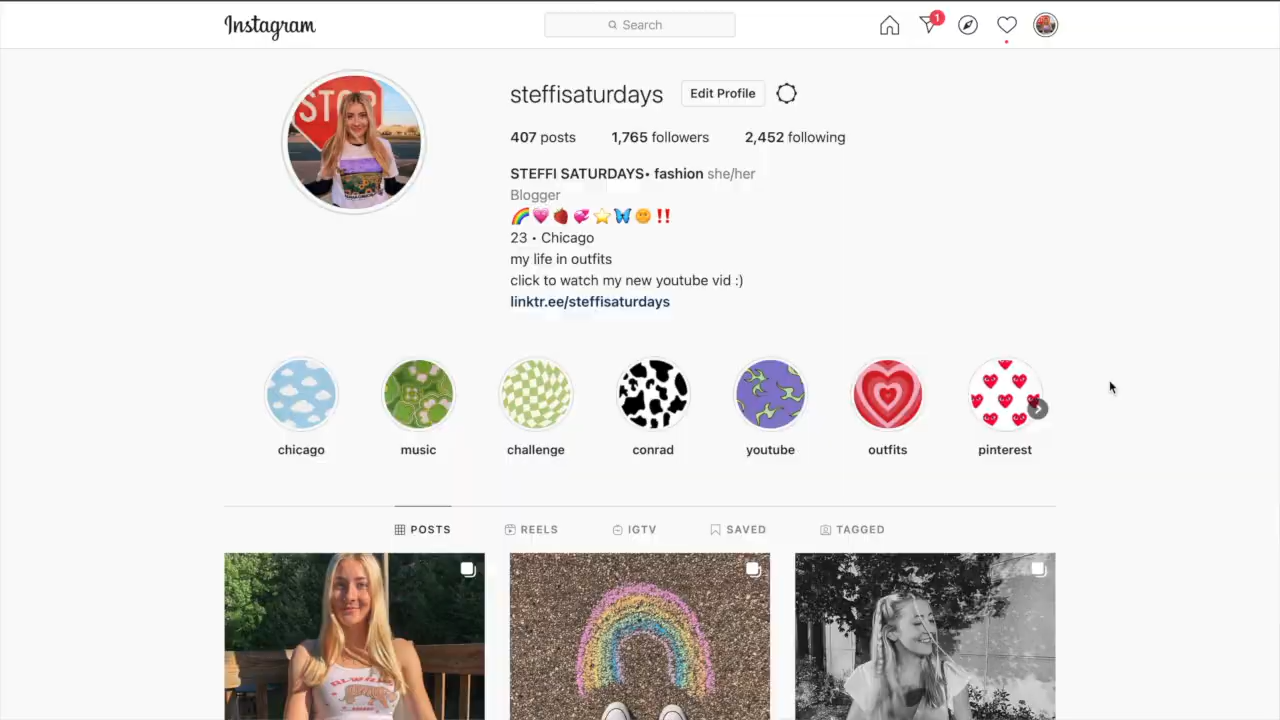 Instagram
Search
1
steffisaturdays Edit Profile
407 posts 1,765 followers 2,452 following
STEFFI SATURDAYS• fashion she/her
Blogger
🌈💗🍓💞⭐🦋🌝‼️
23 • Chicago
my life in outfits
click to watch my new youtube vid :)
linktr.ee/steffisaturdays
STOP
chicago music challenge conrad youtube outfits pinterest
POSTS REELS IGTV SAVED TAGGED